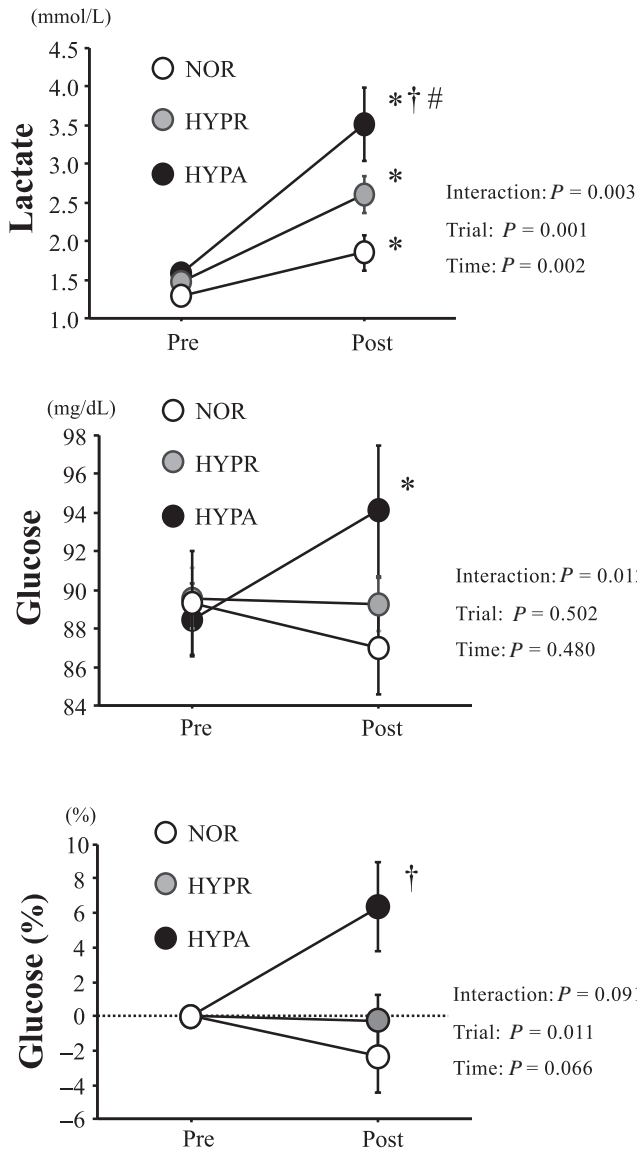 (mmol/L)
Lactate
4.5
4.0
3.5
3.0
2.5
2.0
1.5
1.0
NOR
HYPR
HYPA
* † #
*
*
Interaction: P = 0.003
Trial: P = 0.001
Time: P = 0.002
Pre Post
(mg/dL)
Glucose
98
96
94
92
90
88
86
84
NOR
HYPR
HYPA
*
Interaction: P = 0.01
Trial: P = 0.502
Time: P = 0.480
Pre Post
(%)
Glucose (%)
10
8
6
4
2
0
–2
–4
–6
NOR
HYPR
HYPA
†
Interaction: P = 0.091
Trial: P = 0.011
Time: P = 0.066
Pre Post